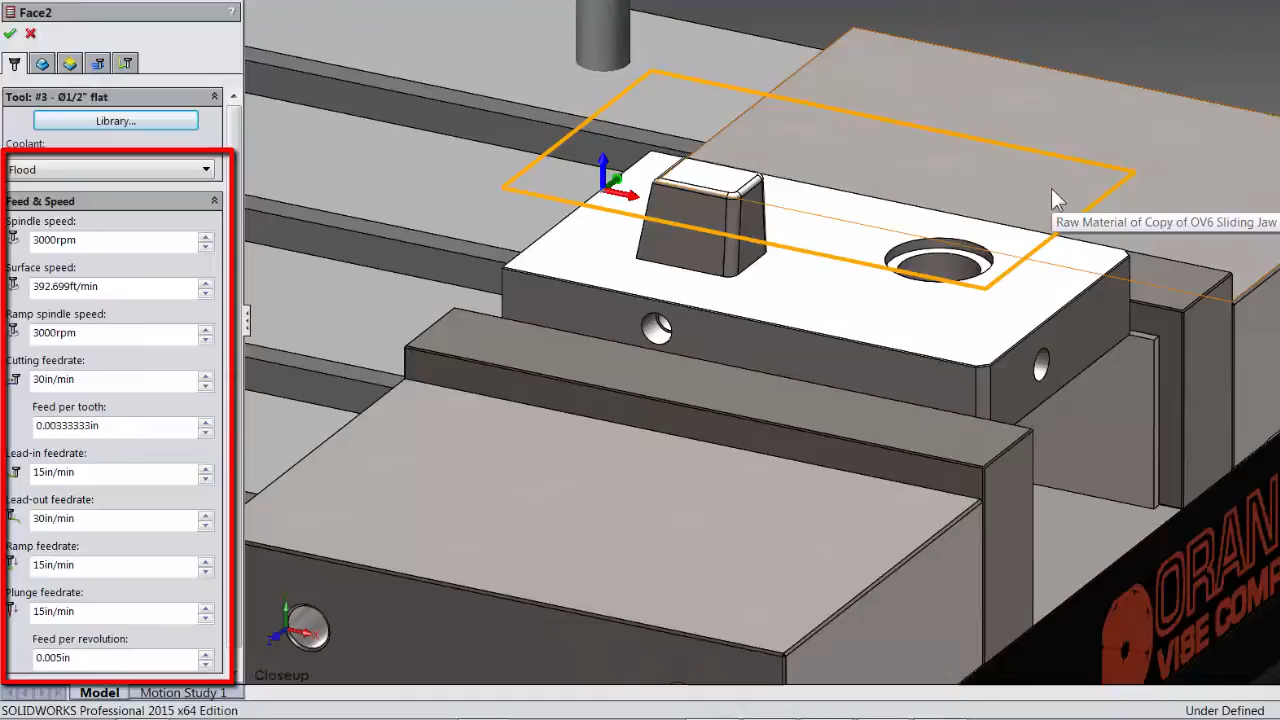 Face2
?
Tool: #3 - Ø1/2" flat
Library...
Coolant:
Flood
Feed & Speed
Spindle speed:
3000rpm
Surface speed:
392.699ft/min
Ramp spindle speed:
3000rpm
Cutting feedrate:
30in/min
Feed per tooth:
0.00333333in
Lead-in feedrate:
15in/min
Lead-out feedrate:
30in/min
Ramp feedrate:
15in/min
Plunge feedrate:
15in/min
Feed per revolution:
0.005in
Raw Material of Copy of OV6 Sliding Jaw
ORAN
VIBE COMP
X
Z
Closeup
Model
Motion Study 1
SOLIDWORKS Professional 2015 x64 Edition
Under Defined